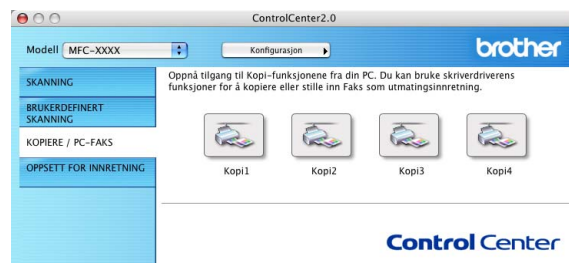 ControlCenter2.0
Modell MFC-XXXX Konfigurasjon brother
SKANNING
BRUKERDEFINERT
SKANNING
KOPIERE / PC-FAKS
OPPSETT FOR INNRETNING
Oppnå tilgang til Kopi-funksjonene fra din PC. Du kan bruke skriverdriverens
funksjoner for å kopiere eller stille inn Faks som utmatingsinnretning.
Kopi1 Kopi2 Kopi3 Kopi4
Control Center